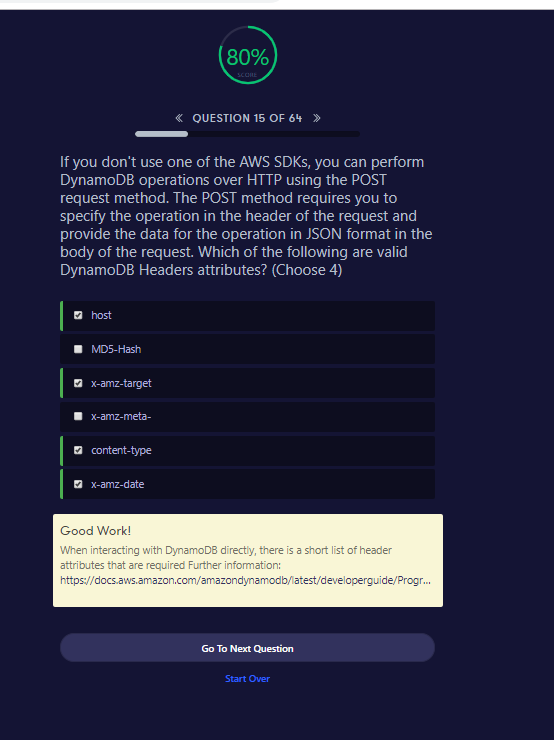 80%
SCORE
« QUESTION 15 OF 64 »
If you don't use one of the AWS SDKs, you can perform
DynamoDB operations over HTTP using the POST
request method. The POST method requires you to
specify the operation in the header of the request and
provide the data for the operation in JSON format in the
body of the request. Which of the following are valid
DynamoDB Headers attributes? (Choose 4)
host
MD5-Hash
x-amz-target
x-amz-meta-
content-type
x-amz-date
Good Work!
When interacting with DynamoDB directly, there is a short list of header
attributes that are required Further information:
https://docs.aws.amazon.com/amazondynamodb/latest/developerguide/Progr...
Go To Next Question
Start Over